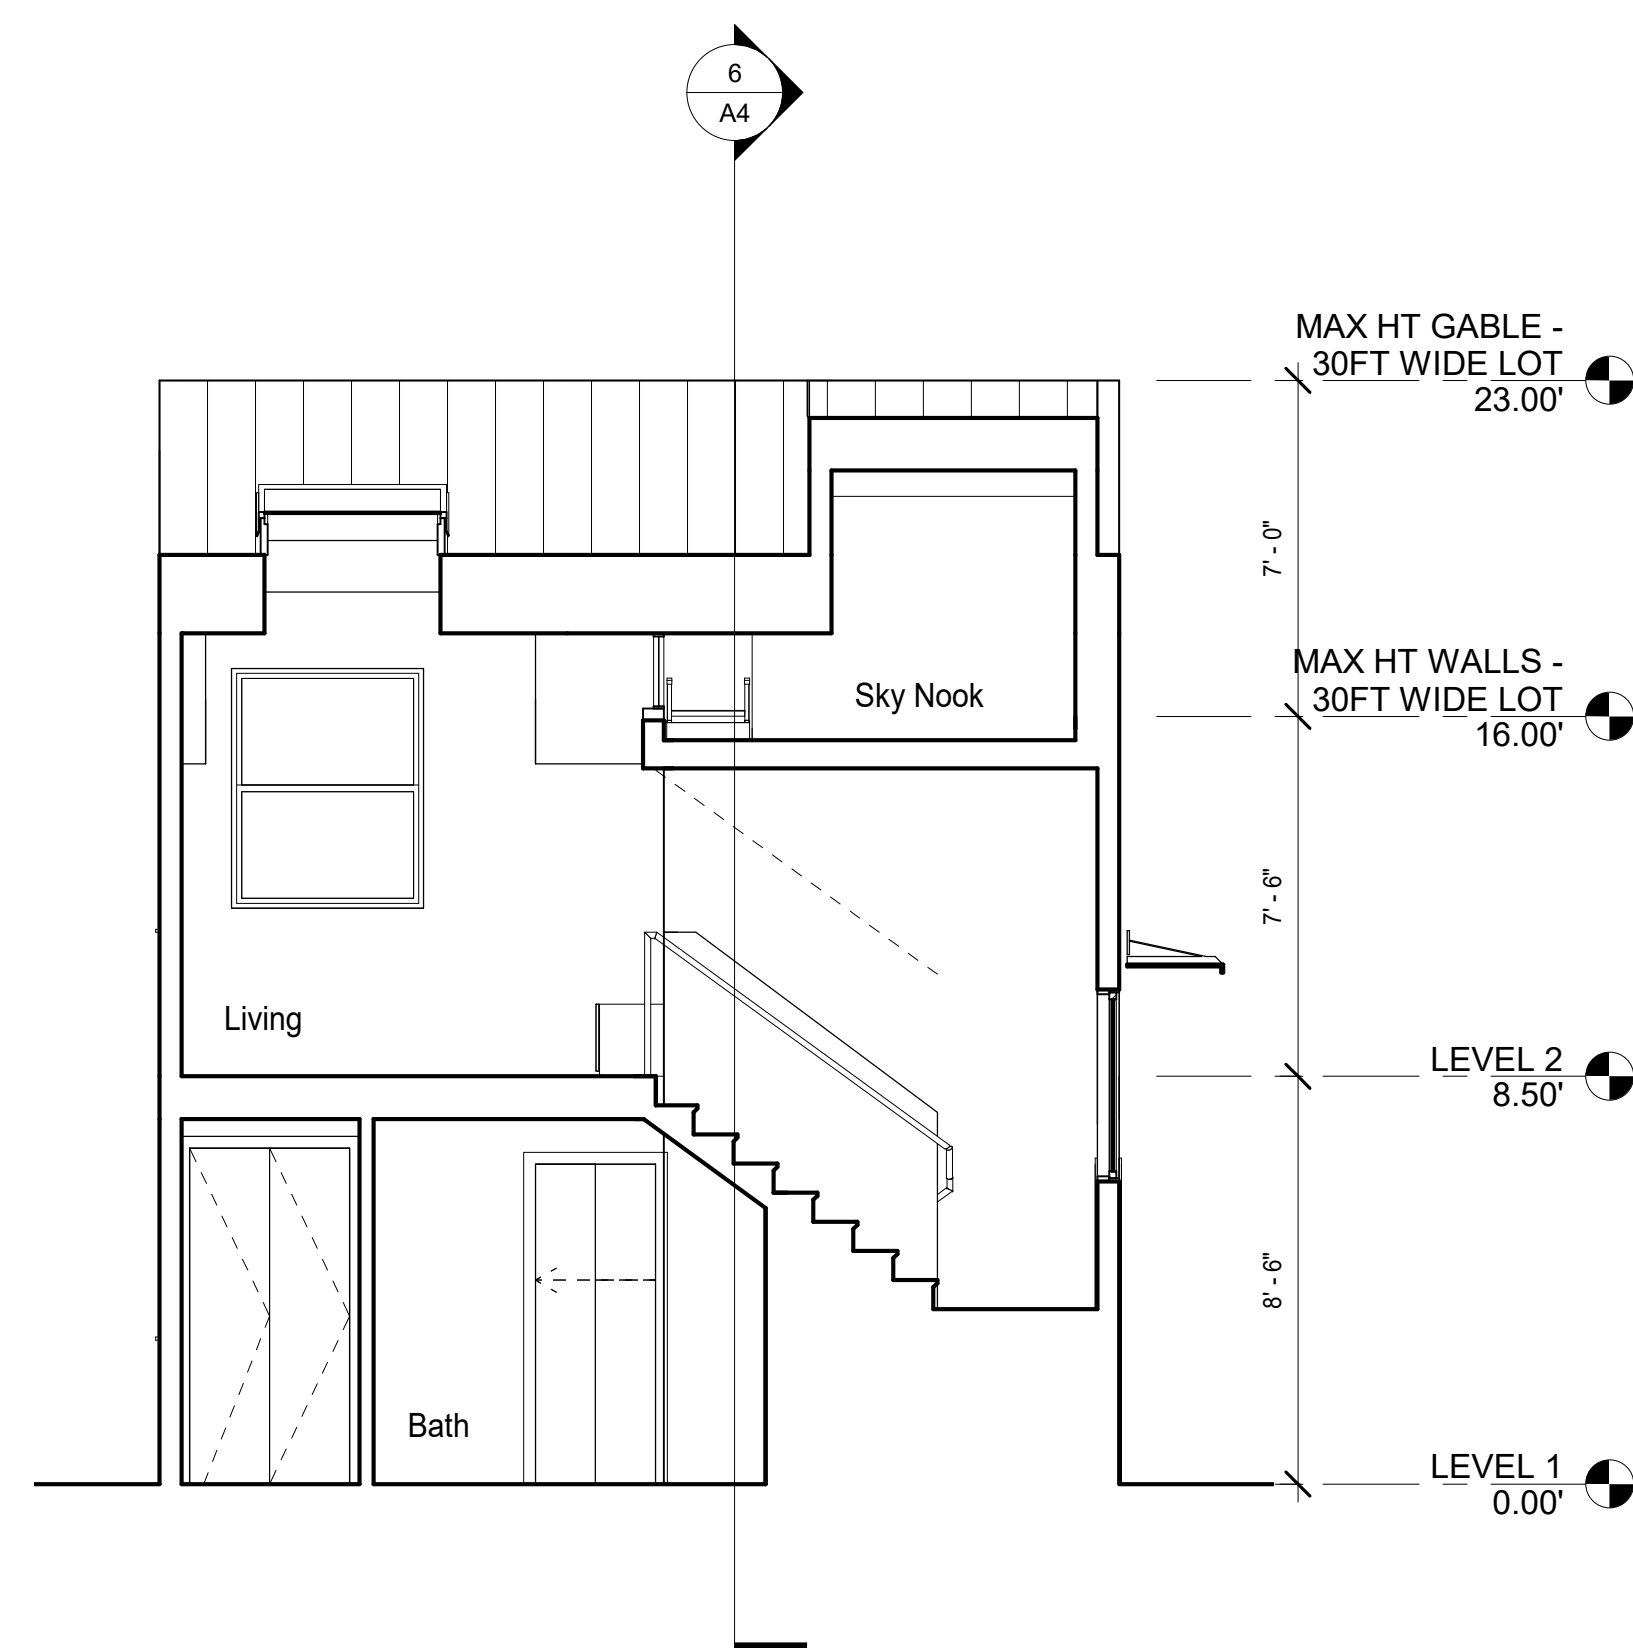 6
A4
MAX HT GABLE -
30FT WIDE LOT
23.00'
7' - 0"
MAX HT WALLS -
30FT WIDE LOT
16.00'
Sky Nook
7' - 6"
Living
LEVEL 2
8.50'
8' - 6"
Bath
LEVEL 1
0.00'